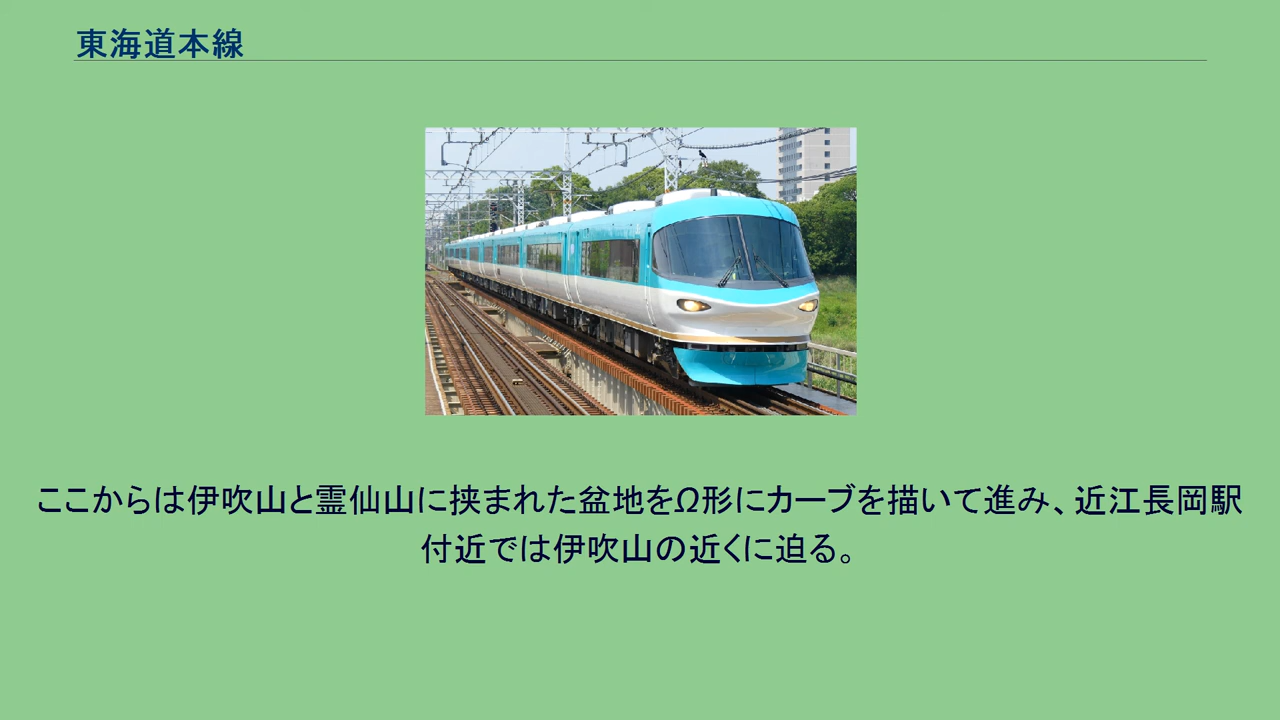 東海道本線
ここからは伊吹山と霊仙山に挟まれた盆地をΩ形にカーブを描いて進み、近江長岡駅
付近では伊吹山の近くに迫る。